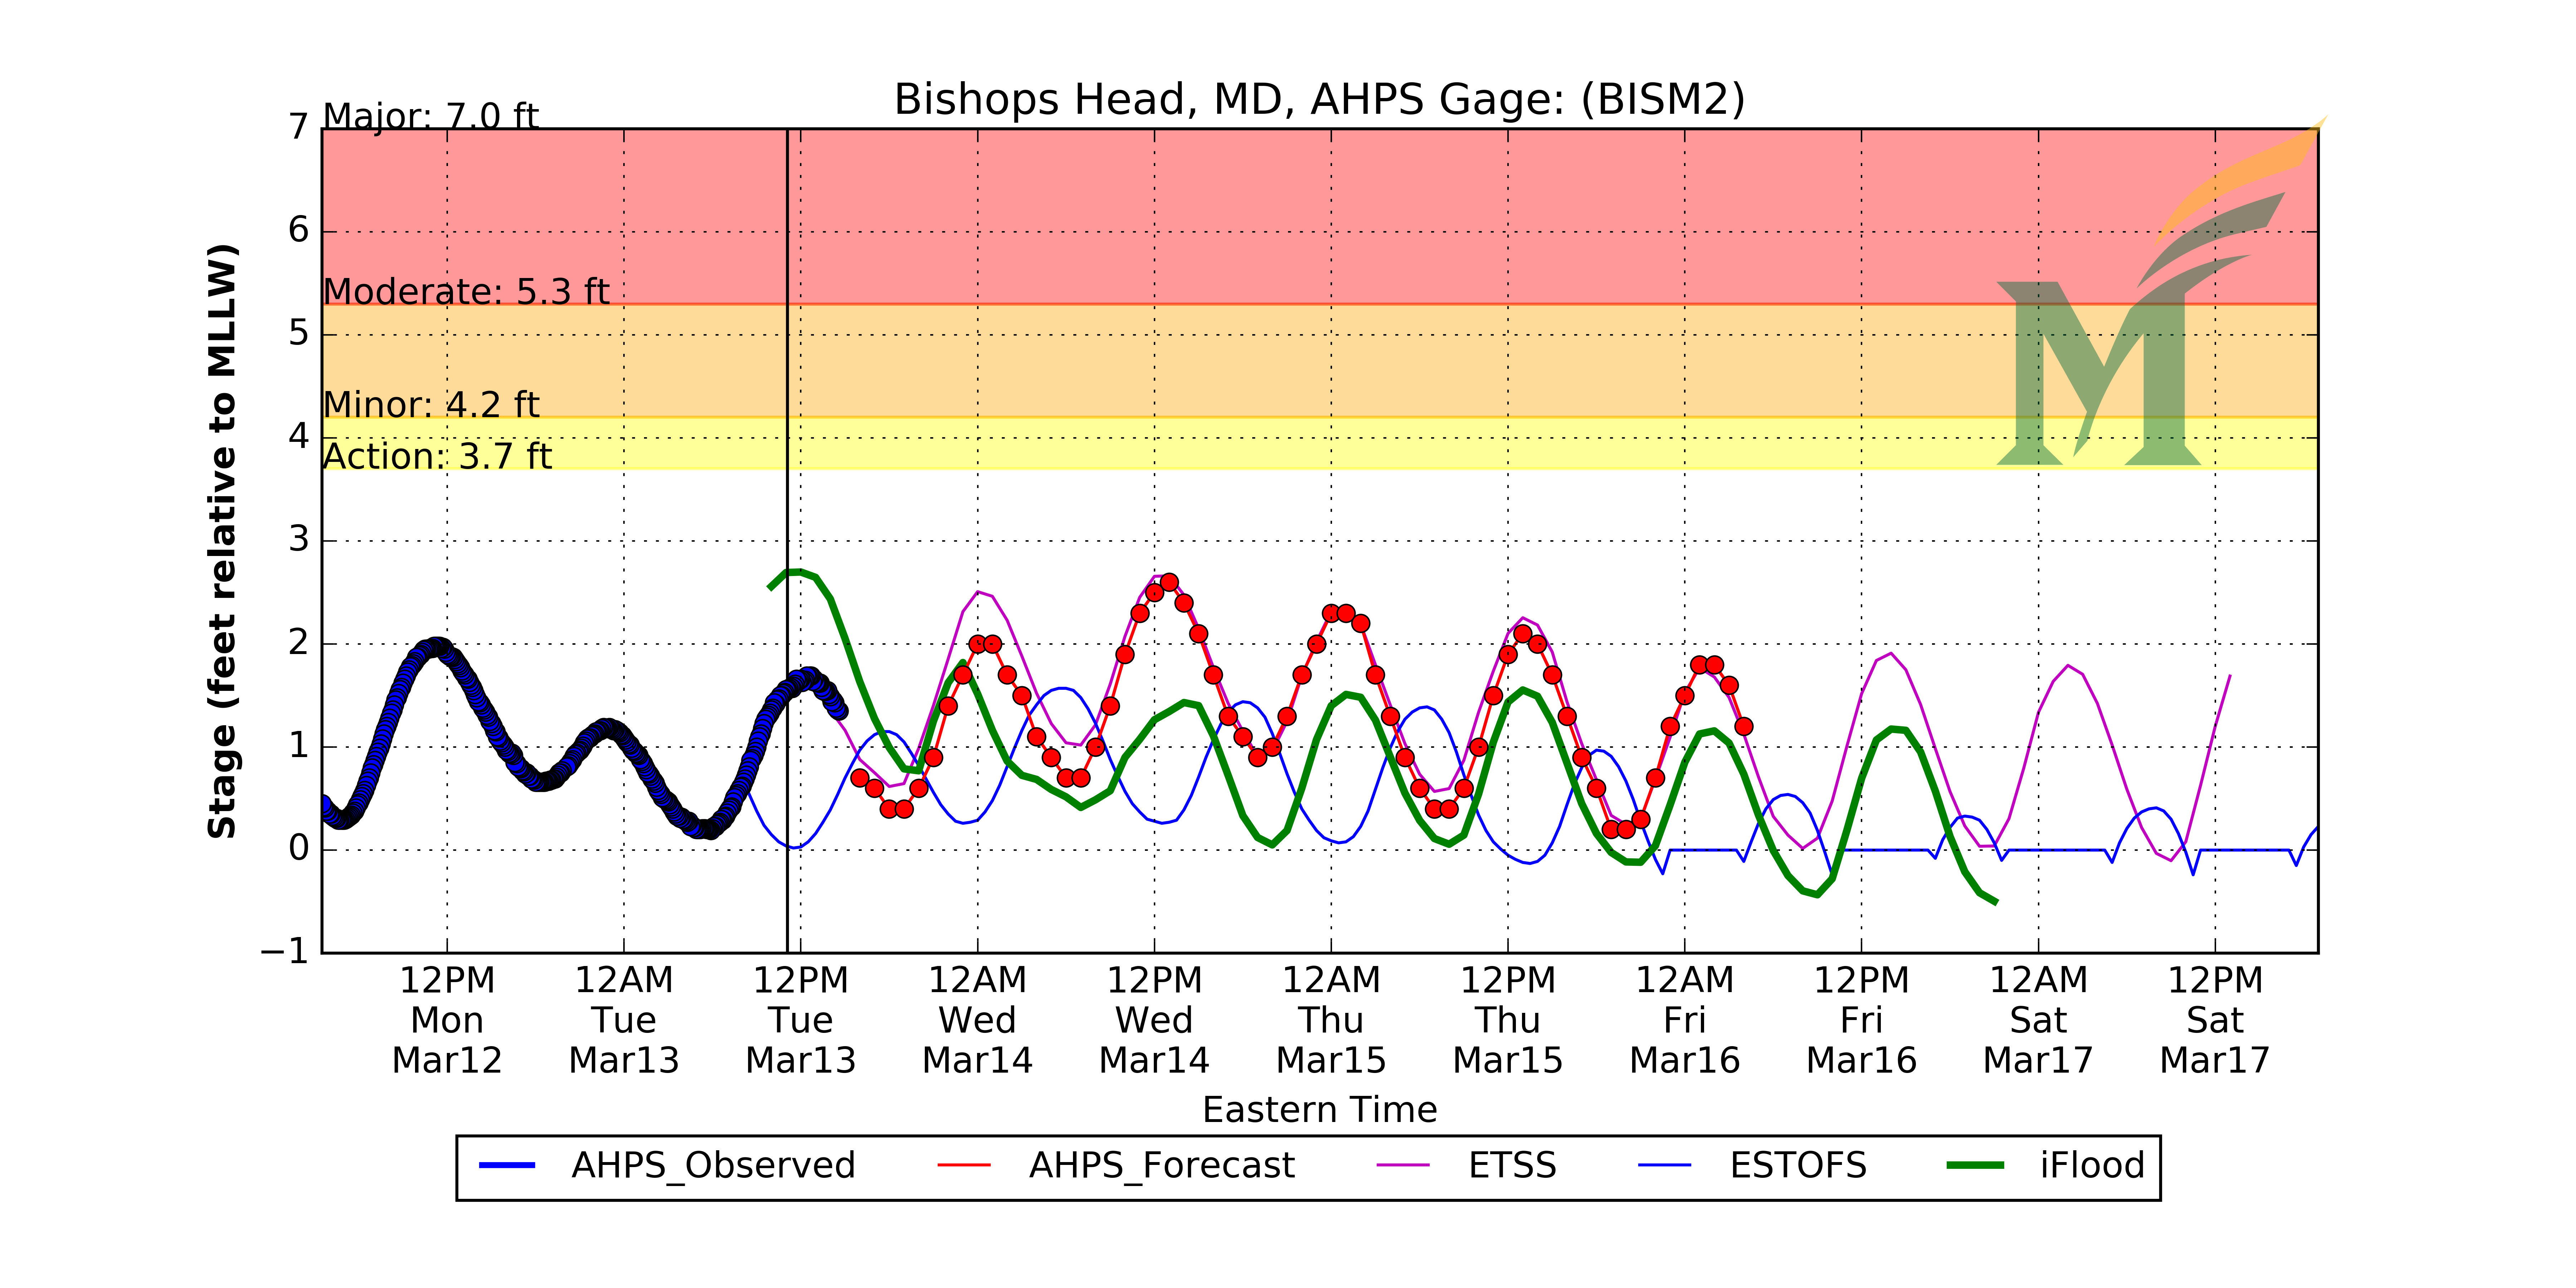 Bishops Head, MD, AHPS Gage: (BISM2)
Major: 7.0 ft
Moderate: 5.3 ft
Minor: 4.2 ft
Action: 3.7 ft
7
6
5
4
3
2
1
0
−1
Stage (feet relative to MLLW)
12PM
Mon
Mar12
12AM
Tue
Mar13
12PM
Tue
Mar13
12AM
Wed
Mar14
12PM
Wed
Mar14
12AM
Thu
Mar15
12PM
Thu
Mar15
12AM
Fri
Mar16
12PM
Fri
Mar16
12AM
Sat
Mar17
12PM
Sat
Mar17
Eastern Time
AHPS_Observed
AHPS_Forecast
ETSS
ESTOFS
iFlood
M